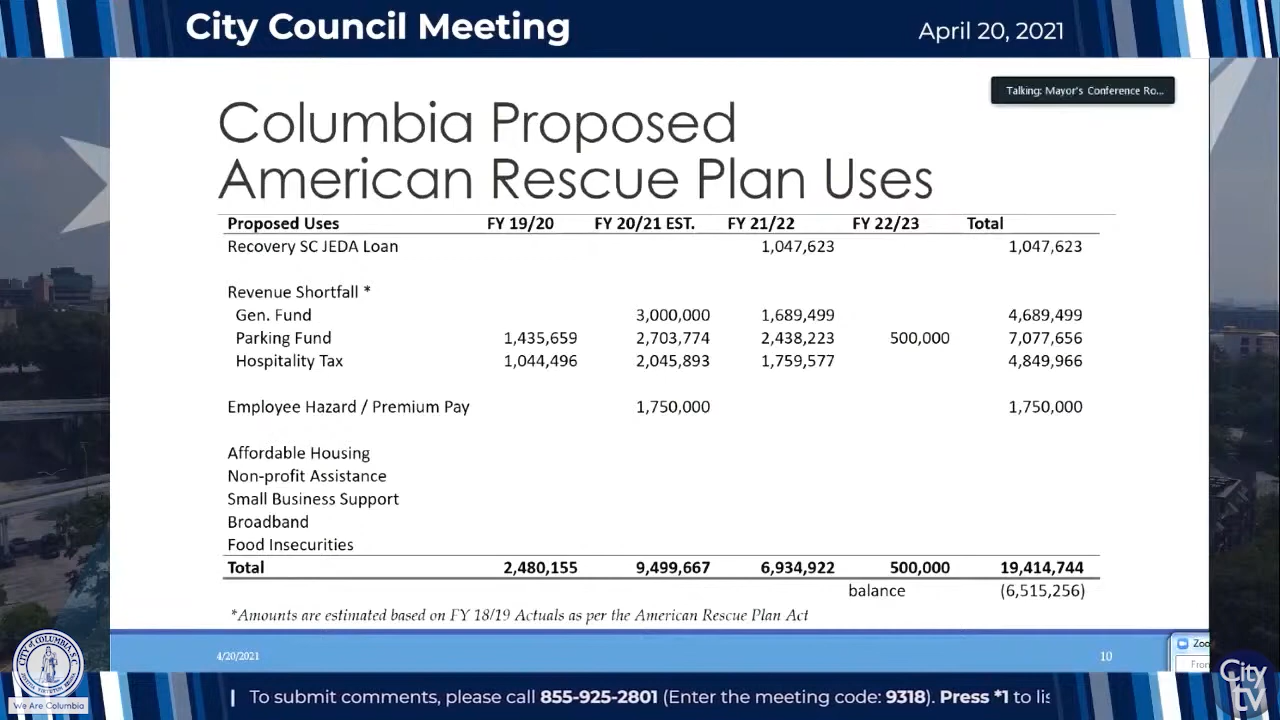 City Council Meeting April 20, 2021
Talking: Mayor's Conference Ro...
Columbia Proposed
American Rescue Plan Uses
Proposed Uses FY 19/20 FY 20/21 EST. FY 21/22 FY 22/23 Total
Recovery SC JEDA Loan 1,047,623 1,047,623
Revenue Shortfall *
Gen. Fund 3,000,000 1,689,499 4,689,499
Parking Fund 1,435,659 2,703,774 2,438,223 500,000 7,077,656
Hospitality Tax 1,044,496 2,045,893 1,759,577 4,849,966
Employee Hazard / Premium Pay 1,750,000 1,750,000
Affordable Housing
Non-profit Assistance
Small Business Support
Broadband
Food Insecurities
Total 2,480,155 9,499,667 6,934,922 500,000 19,414,744
balance (6,515,256)
*Amounts are estimated based on FY 18/19 Actuals as per the American Rescue Plan Act
4/20/2021 10
Zoo
Fron
We Are Columbia
| To submit comments, please call 855-925-2801 (Enter the meeting code: 9318). Press *1 to lis
City
tv